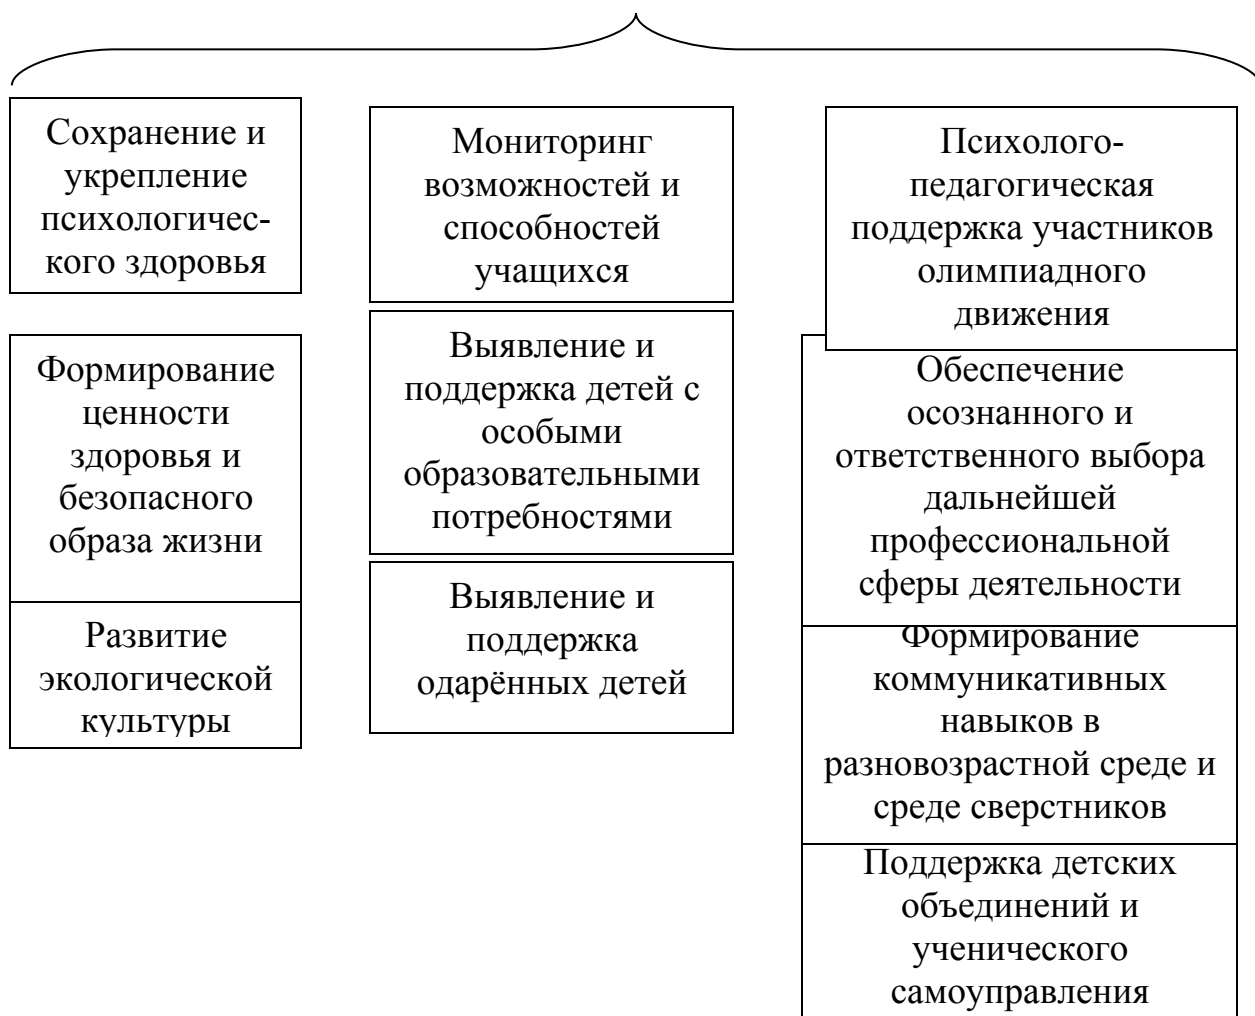 Сохранение и
укрепление
психологичес-
кого здоровья
Формирование
ценности
здоровья и
безопасного
образа жизни
Развитие
экологической
культуры
Мониторинг
возможностей и
способностей
учащихся
Выявление и
поддержка детей с
особыми
образовательными
потребностями
Выявление и
поддержка
одарённых детей
Психолого-
педагогическая
поддержка участников
олимпиадного
движения
Обеспечение
осознанного и
ответственного выбора
дальнейшей
профессиональной
сферы деятельности
Формирование
коммуникативных
навыков в
разновозрастной среде и
среде сверстников
Поддержка детских
объединений и
ученического
самоуправления